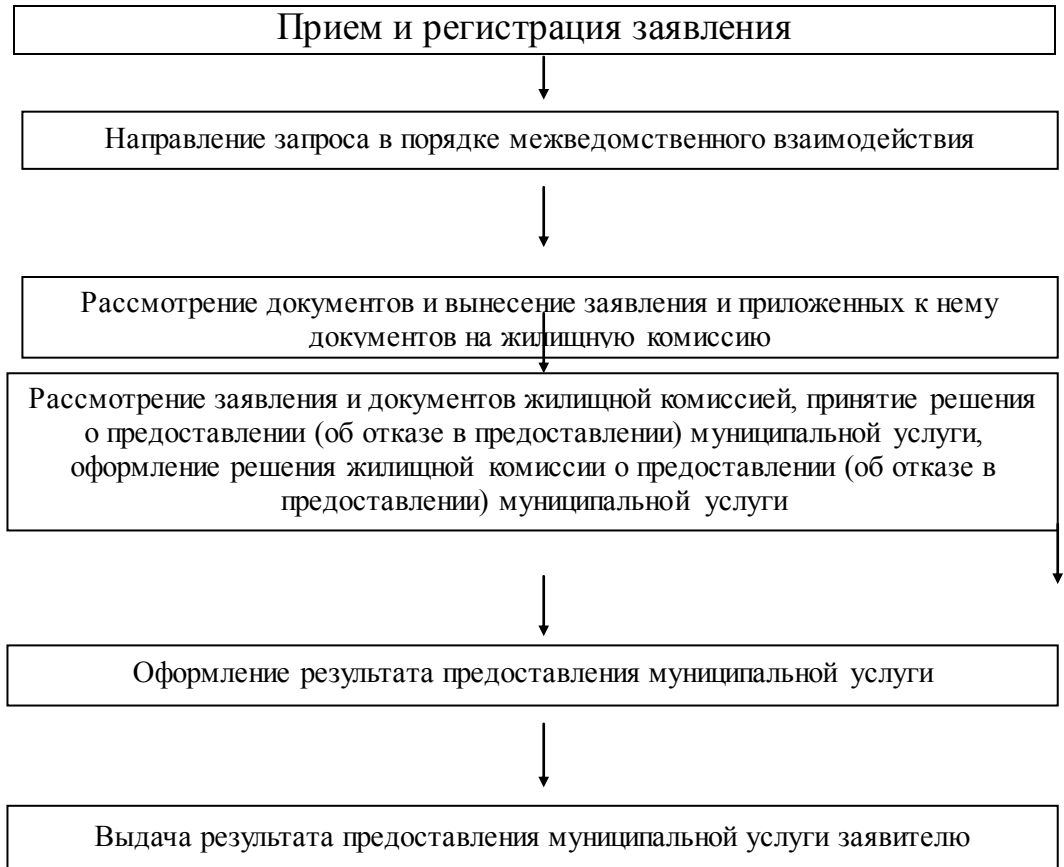 Прием и регистрация заявления
Направление запроса в порядке межведомственного взаимодействия
Рассмотрение документов и вынесение заявления и приложенных к нему
документов на жилищную комиссию
Рассмотрение заявления и документов жилищной комиссией, принятие решения
о предоставлении (об отказе в предоставлении) муниципальной услуги,
оформление решения жилищной комиссии о предоставлении (об отказе в
предоставлении) муниципальной услуги
Оформление результата предоставления муниципальной услуги
Выдача результата предоставления муниципальной услуги заявителю